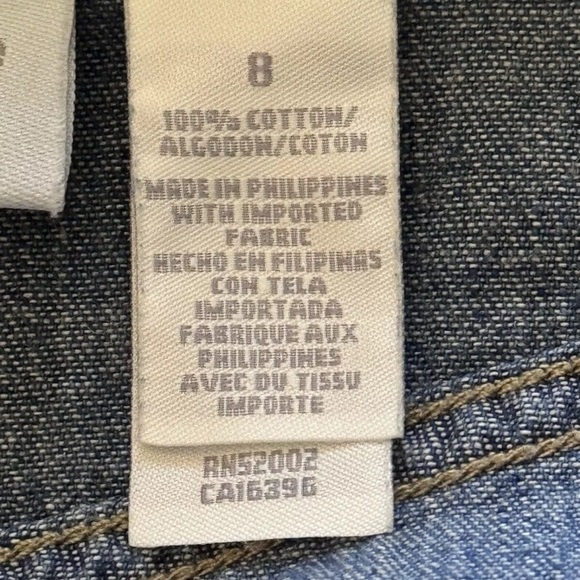 8
100% COTTON/
ALGODON/COTON
MADE IN PHILIPPINES
WITH IMPORTED
FABRIC
HECHO EN FILIPINAS
CON TELA
IMPORTADA
FABRIQUE AUX
PHILIPPINES
AVEC DU TISSU
IMPORTE
RN52002
CA16396